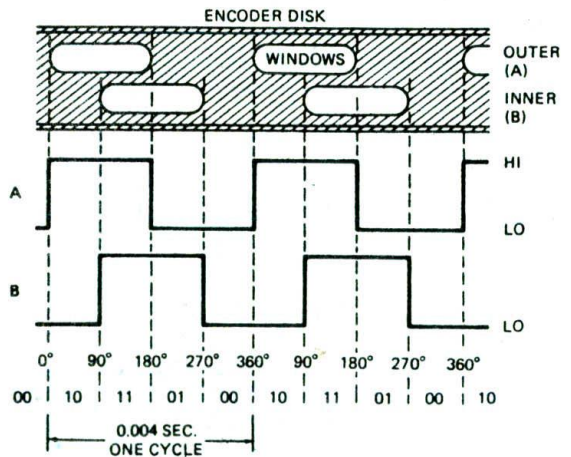 ENCODER DISK
WINDOWS
OUTER
(A)
INNER
(B)
A
HI
LO
B
LO
0° 90° 180° 270° 360° 90° 180° 270° 360°
00 10 11 01 00 10 11 01 00 10
0.004 SEC.
ONE CYCLE